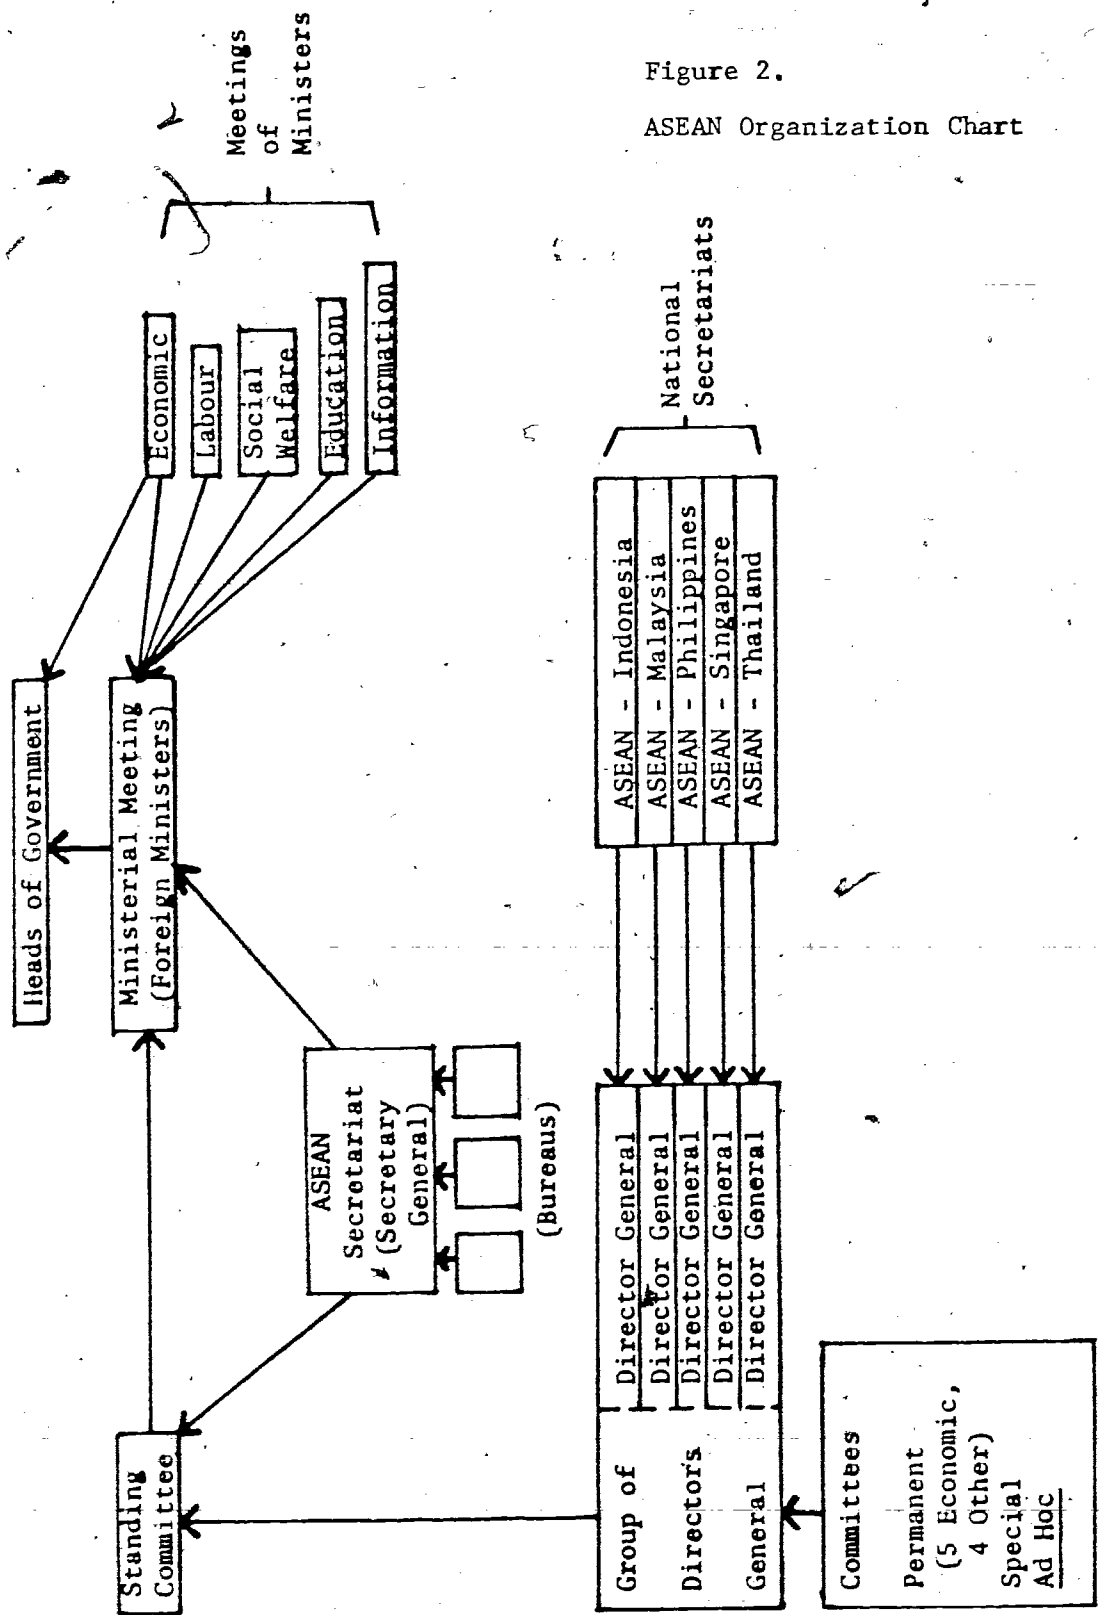 Figure 2.
ASEAN Organization Chart
Heads of Government
Ministerial Meeting
(Foreign Ministers)
Meetings
of
Ministers
Economic
Labour
Social
Welfare
Education
Information
Standing
Committee
ASEAN
Secretariat
(Secretary
General)
(Bureaus)
National
Secretariats
ASEAN - Indonesia
ASEAN - Malaysia
ASEAN - Philippines
ASEAN - Singapore
ASEAN - Thailand
Group of
Directors
General
Director General
Director General
Director General
Director General
Director General
Committees
Permanent
(5 Economic,
4 Other)
Special
Ad Hoc